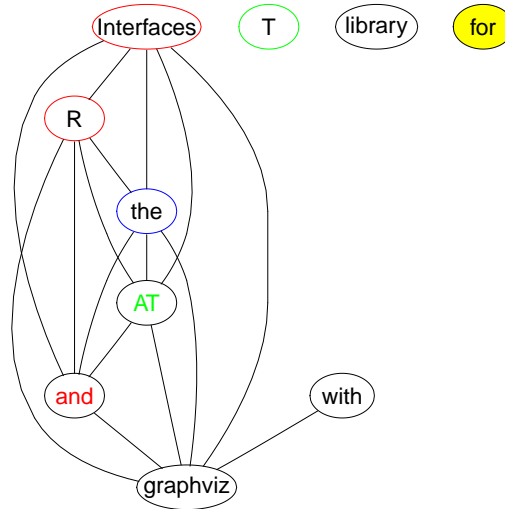 Interfaces T library for
R
the
AT
and with
graphviz